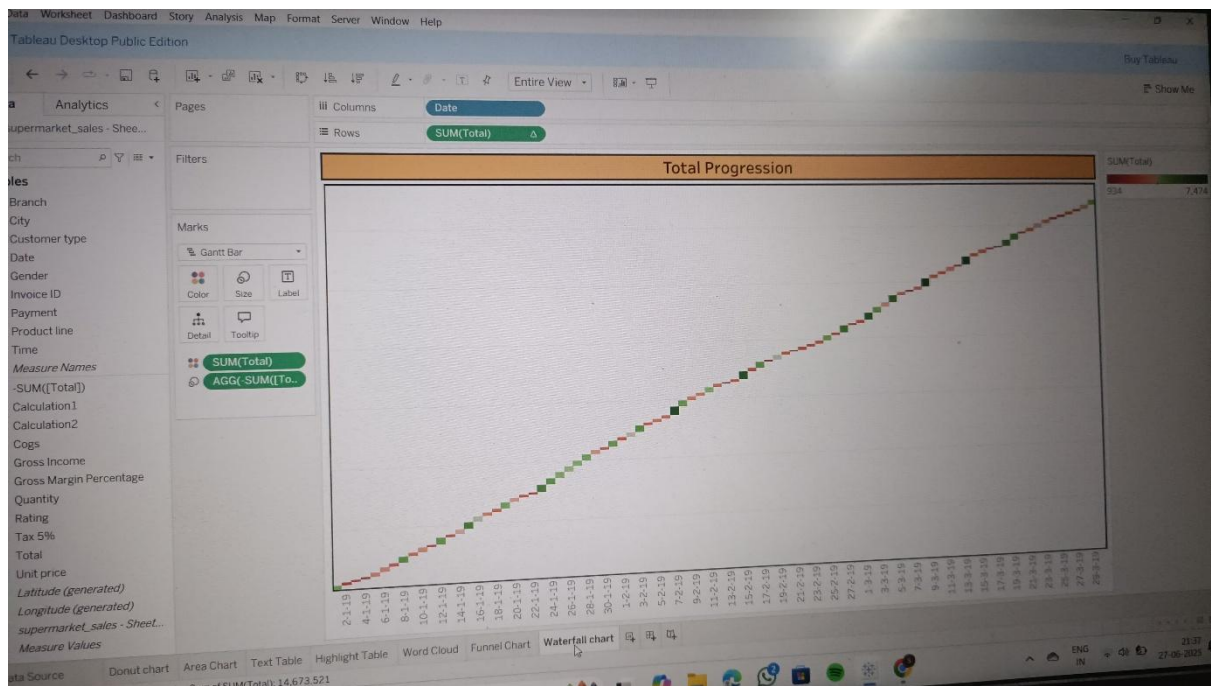 Data Worksheet Dashboard Story Analysis Map Format Server Window Help
Tableau Desktop Public Edition
Buy Tableau
Entire View
Show Me
Analytics
Pages
Columns
Date
supermarket_sales - Shee...
Rows
SUM(Total)
Filters
Total Progression
SUM(Total)
934 7,474
Branch
City
Customer type
Date
Gender
Invoice ID
Payment
Product line
Time
Measure Names
-SUM([Total])
Calculation1
Calculation2
Cogs
Gross Income
Gross Margin Percentage
Quantity
Rating
Tax 5%
Total
Unit price
Latitude (generated)
Longitude (generated)
supermarket_sales - Sheet...
Measure Values
Marks
Gantt Bar
Color Size Label
Detail Tooltip
SUM(Total)
AGG(-SUM([To..
2-1-19 4-1-19 6-1-19 8-1-19 10-1-19 12-1-19 14-1-19 16-1-19 18-1-19 20-1-19 22-1-19 24-1-19 26-1-19 28-1-19 30-1-19 1-2-19 3-2-19 5-2-19 7-2-19 9-2-19 11-2-19 13-2-19 15-2-19 17-2-19 19-2-19 21-2-19 23-2-19 25-2-19 27-2-19 1-3-19 3-3-19 5-3-19 7-3-19 9-3-19 11-3-19 13-3-19 15-3-19 17-3-19 19-3-19 21-3-19 23-3-19 25-3-19 27-3-19 29-3-19
Data Source Donut chart Area Chart Text Table Highlight Table Word Cloud Funnel Chart Waterfall chart
of SUM(Total): 14,673.521
ENG
IN
21:37
27-06-2025